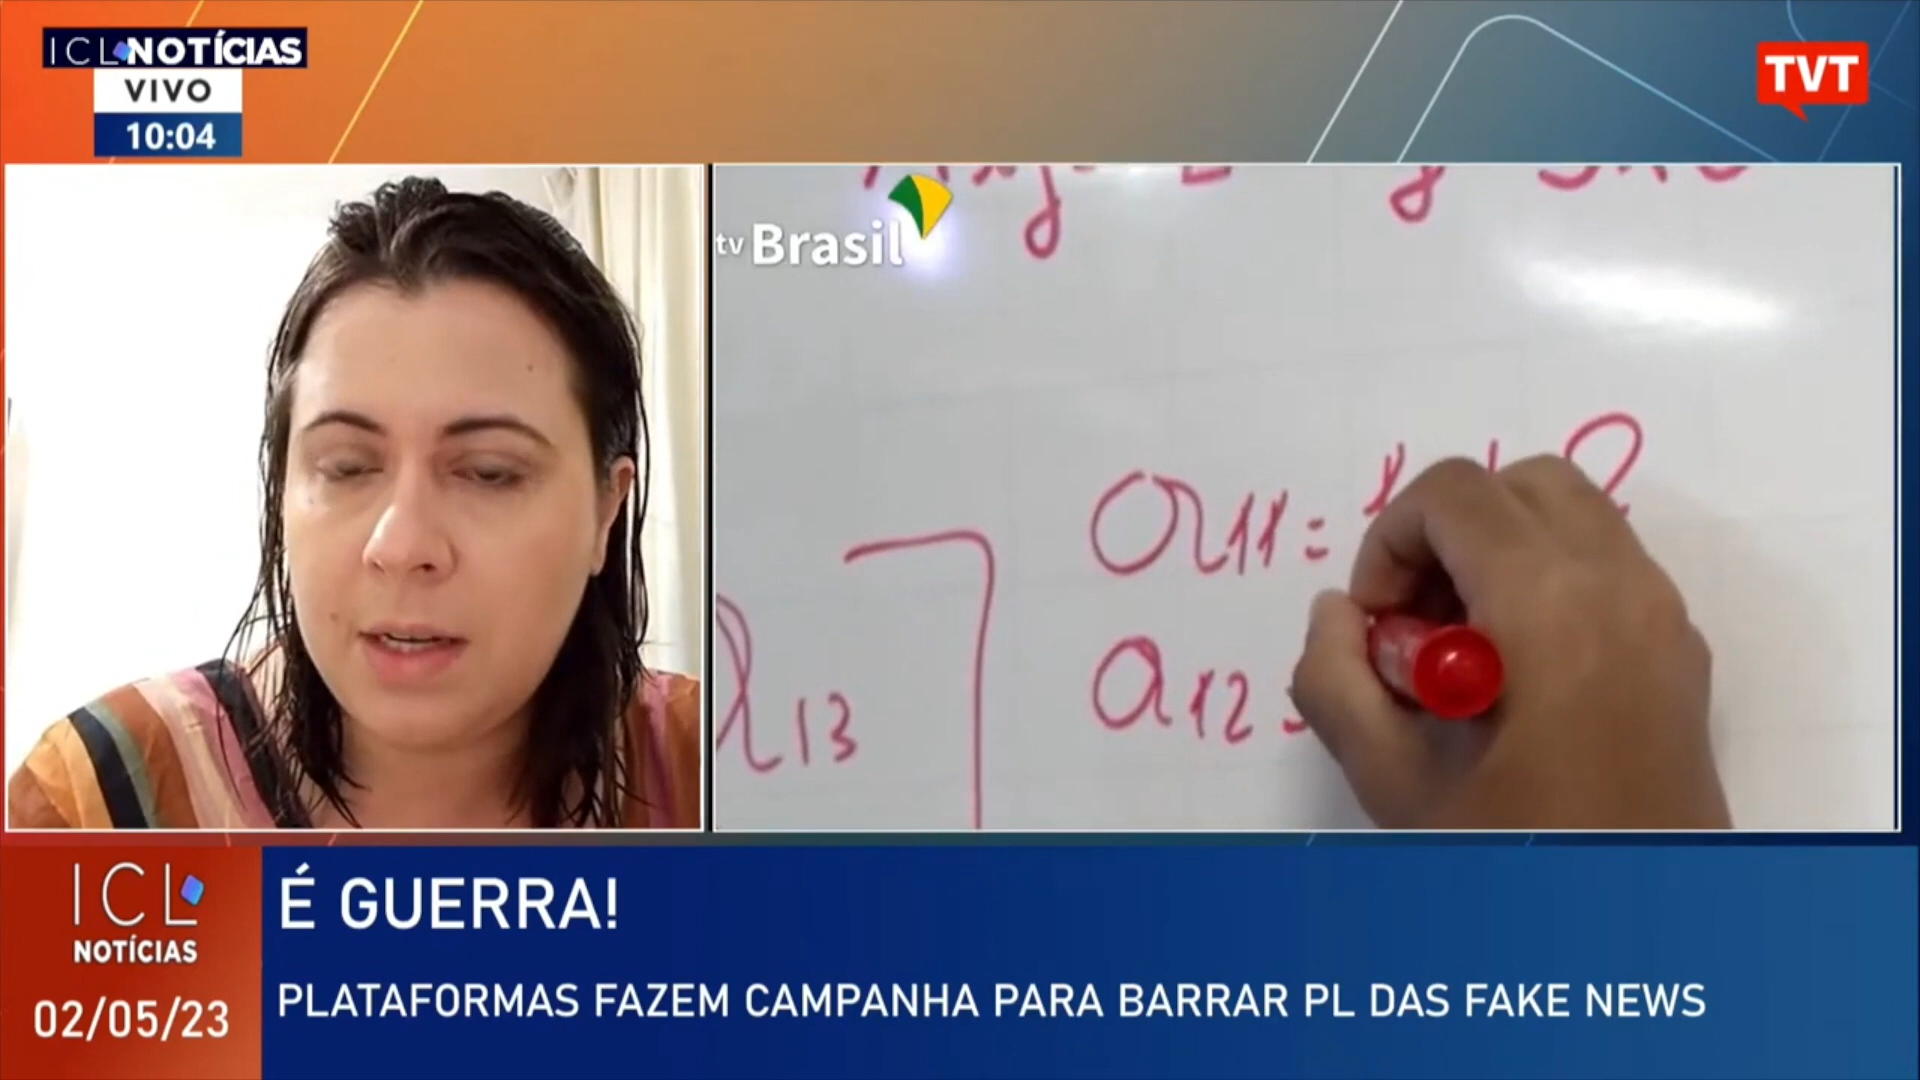 ICL NOTÍCIAS
VIVO
10:04
TVT
tv Brasil
a11=
a12
13
ICL
NOTÍCIAS
02/05/23
É GUERRA!
PLATAFORMAS FAZEM CAMPANHA PARA BARRAR PL DAS FAKE NEWS